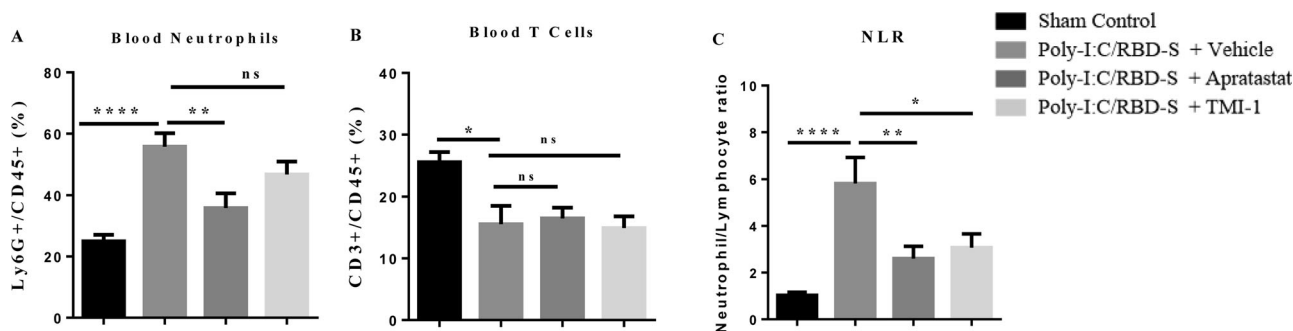 A
Blood Neutrophils
Ly6G+/CD45+ (%)
80
60
40
20
0
****
**
ns
B
Blood T Cells
CD3+/CD45+ (%)
40
30
20
10
0
*
ns
ns
C
NLR
Neutrophil/Lymphocyte ratio
8
6
4
2
0
****
**
*
Sham Control
Poly-I:C/RBD-S + Vehicle
Poly-I:C/RBD-S + Apratastat
Poly-I:C/RBD-S + TMI-1